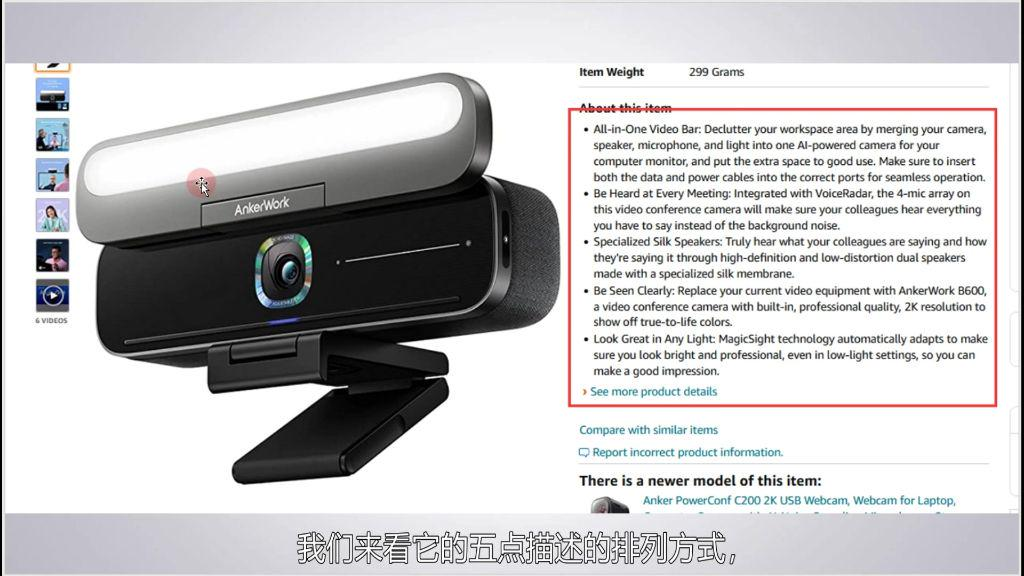 Item Weight 299 Grams
About this item
All-in-One Video Bar: Declutter your workspace area by merging your camera,
speaker, microphone, and light into one AI-powered camera for your
computer monitor, and put the extra space to good use. Make sure to insert
both the data and power cables into the correct ports for seamless operation.
Be Heard at Every Meeting: Integrated with VoiceRadar, the 4-mic array on
this video conference camera will make sure your colleagues hear everything
you have to say instead of the background noise.
Specialized Silk Speakers: Truly hear what your colleagues are saying and how
they're saying it through high-definition and low-distortion dual speakers
made with a specialized silk membrane.
Be Seen Clearly: Replace your current video equipment with AnkerWork B600,
a video conference camera with built-in, professional quality, 2K resolution to
show off true-to-life colors.
Look Great in Any Light: MagicSight technology automatically adapts to make
sure you look bright and professional, even in low-light settings, so you can
make a good impression.
› See more product details
Compare with similar items
Report incorrect product information.
There is a newer model of this item:
Anker PowerConf C200 2K USB Webcam, Webcam for Laptop,
AnkerWork
6 VIDEOS
我们来看它的五点描述的排列方式，